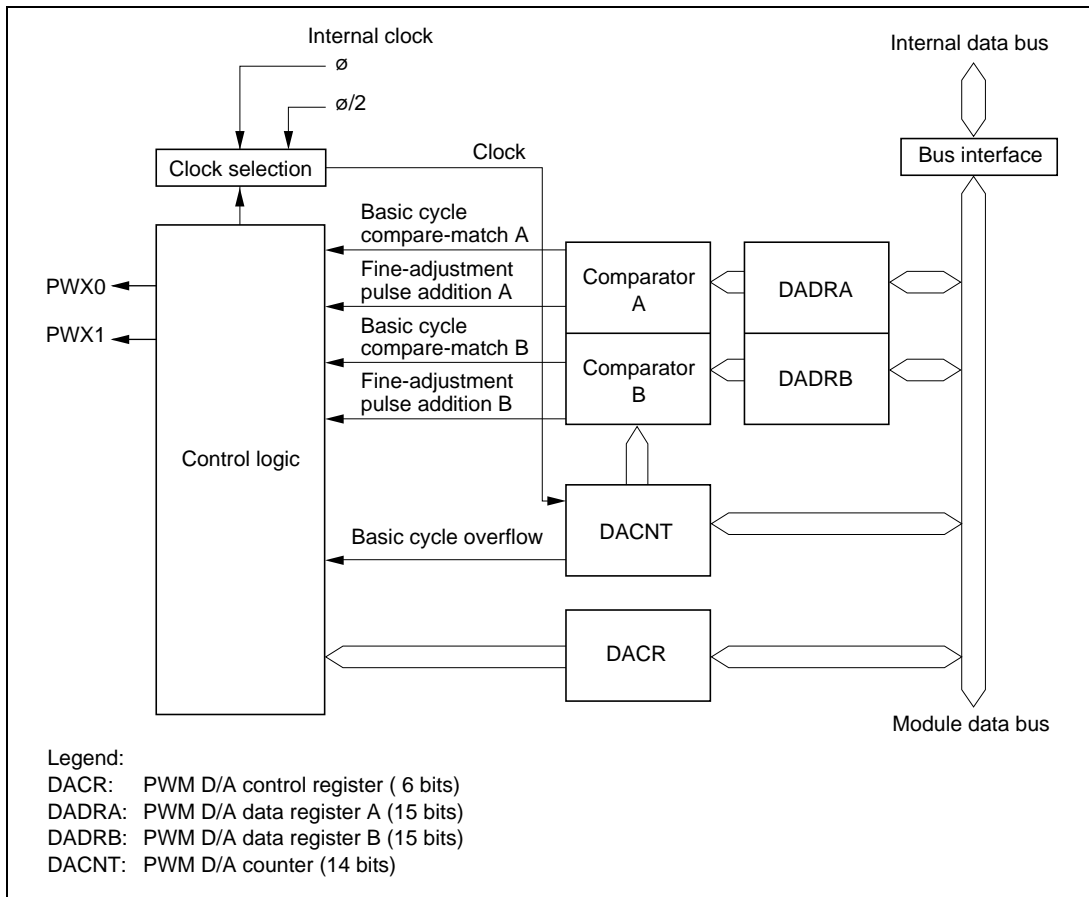 Internal clock
ø
ø/2
Internal data bus
Clock selection
Clock
Bus interface
Basic cycle
compare-match A
Fine-adjustment
pulse addition A
Basic cycle
compare-match B
Fine-adjustment
pulse addition B
PWX0
PWX1
Comparator
A
DADRA
Comparator
B
DADRB
Control logic
Basic cycle overflow
DACNT
DACR
Module data bus
Legend:
DACR: PWM D/A control register ( 6 bits)
DADRA: PWM D/A data register A (15 bits)
DADRB: PWM D/A data register B (15 bits)
DACNT: PWM D/A counter (14 bits)